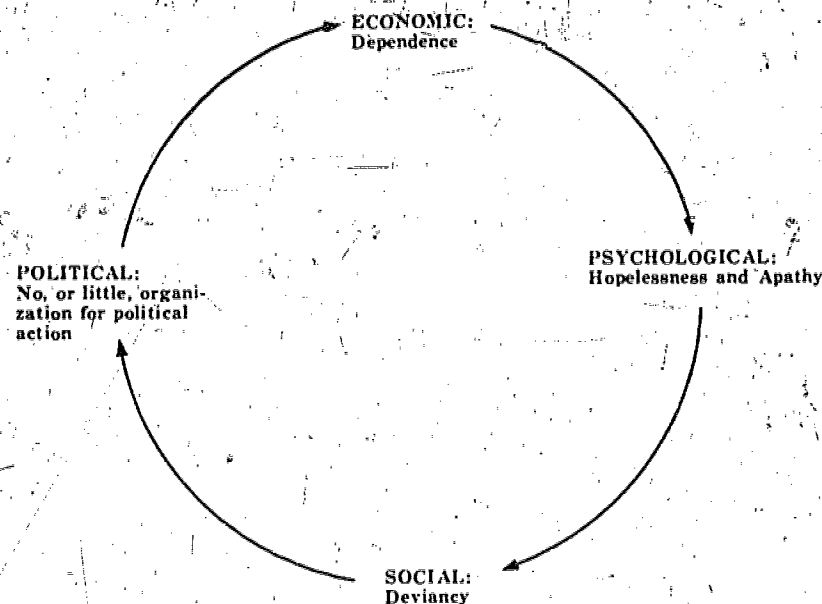 ECONOMIC:
Dependence
PSYCHOLOGICAL:
Hopelessness and Apathy
SOCIAL:
Deviancy
POLITICAL:
No, or little, organi-
zation for political
action